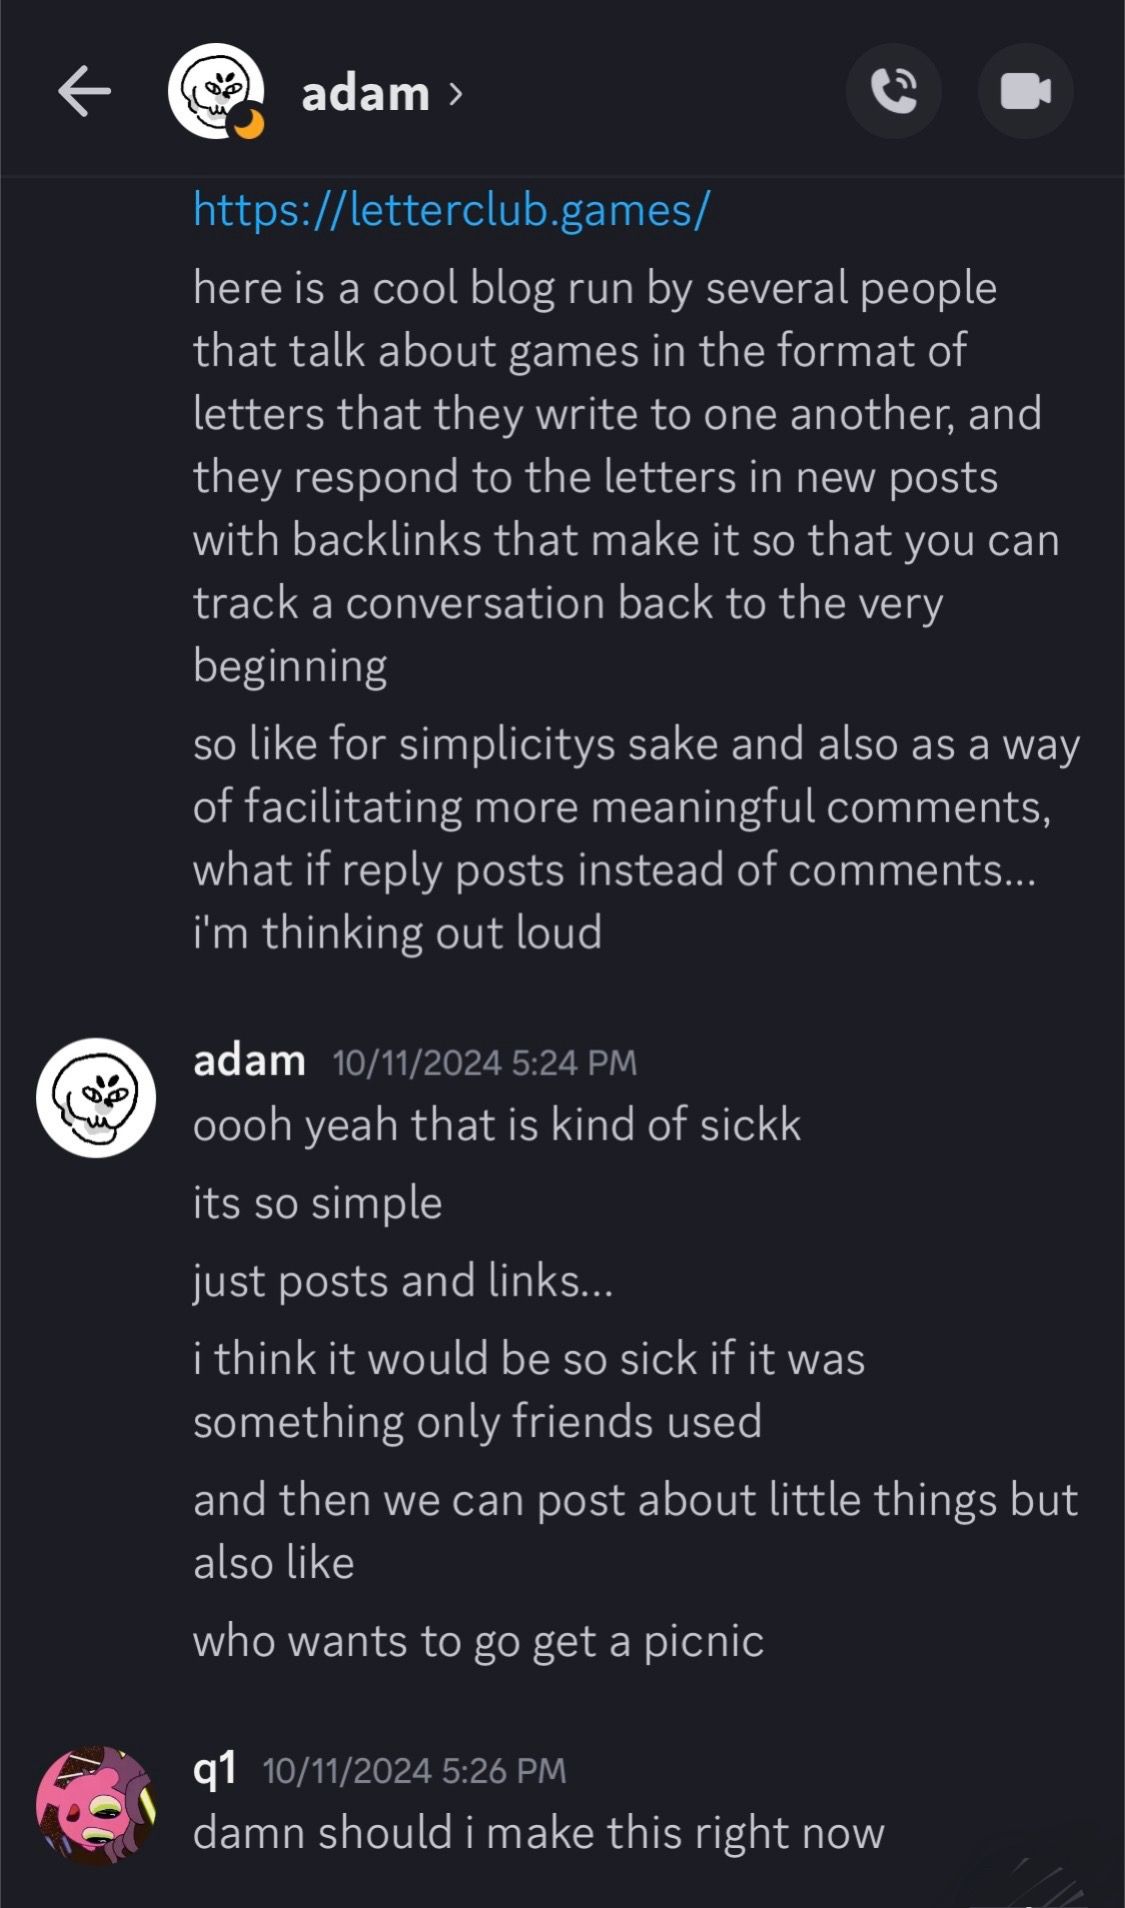 adam
https://letterclub.games/
here is a cool blog run by several people
that talk about games in the format of
letters that they write to one another, and
they respond to the letters in new posts
with backlinks that make it so that you can
track a conversation back to the very
beginning
so like for simplicitys sake and also as a way
of facilitating more meaningful comments,
what if reply posts instead of comments...
i'm thinking out loud
adam 10/11/2024 5:24 PM
oooh yeah that is kind of sickk
its so simple
just posts and links...
i think it would be so sick if it was
something only friends used
and then we can post about little things but
also like
who wants to go get a picnic
q1 10/11/2024 5:26 PM
damn should i make this right now